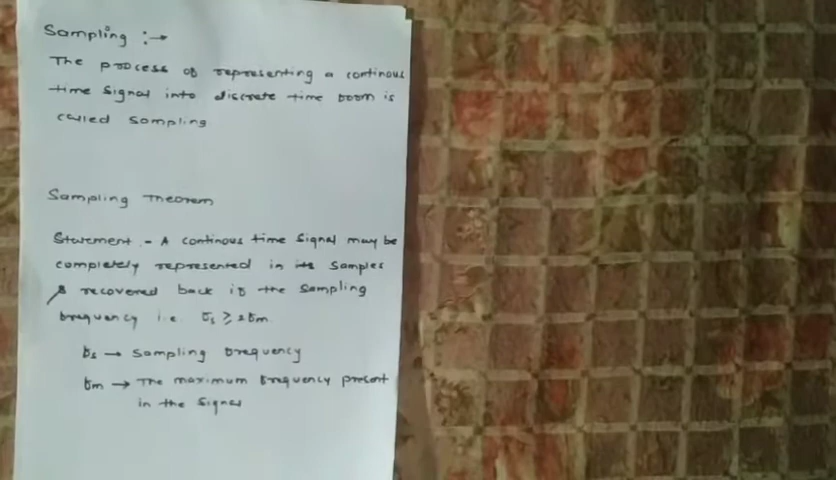 Sampling :→
The process of representing a continous
time signal into discrete time form is
called sampling
Sampling Theorem
Statement :- A continous time signal may be
completely represented in its samples
& recovered back if the sampling
frequency i.e. fs ≥ 2fm
fs → Sampling frequency
fm → The maximum frequency present
in the signal